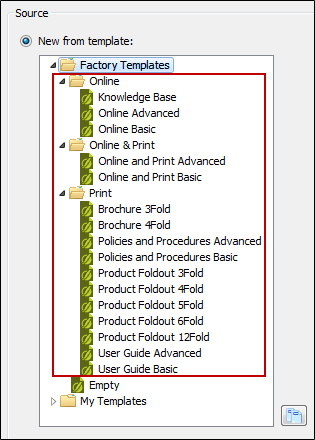 Source
New from template:
Factory Templates
Online
Knowledge Base
Online Advanced
Online Basic
Online & Print
Online and Print Advanced
Online and Print Basic
Print
Brochure 3Fold
Brochure 4Fold
Policies and Procedures Advanced
Policies and Procedures Basic
Product Foldout 3Fold
Product Foldout 4Fold
Product Foldout 5Fold
Product Foldout 6Fold
Product Foldout 12Fold
User Guide Advanced
User Guide Basic
Empty
My Templates